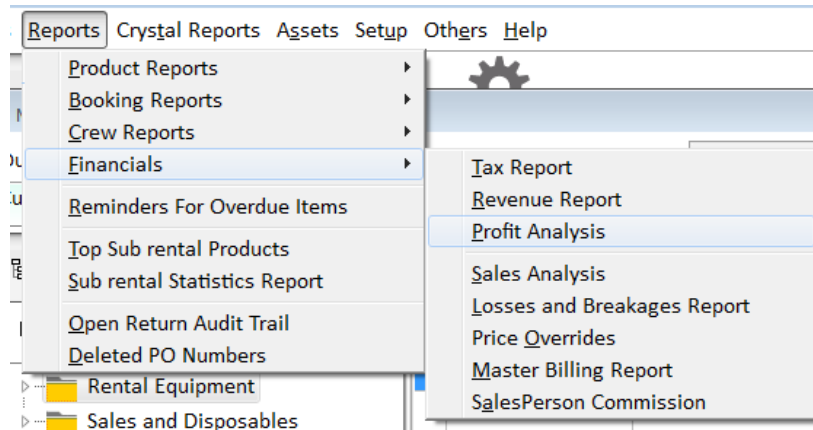 Reports Crystal Reports Assets Setup Others Help
Product Reports
Booking Reports
Crew Reports
Financials
Reminders For Overdue Items
Top Sub rental Products
Sub rental Statistics Report
Open Return Audit Trail
Deleted PO Numbers
Tax Report
Revenue Report
Profit Analysis
Sales Analysis
Losses and Breakages Report
Price Overrides
Master Billing Report
SalesPerson Commission
Rental Equipment
Sales and Disposables